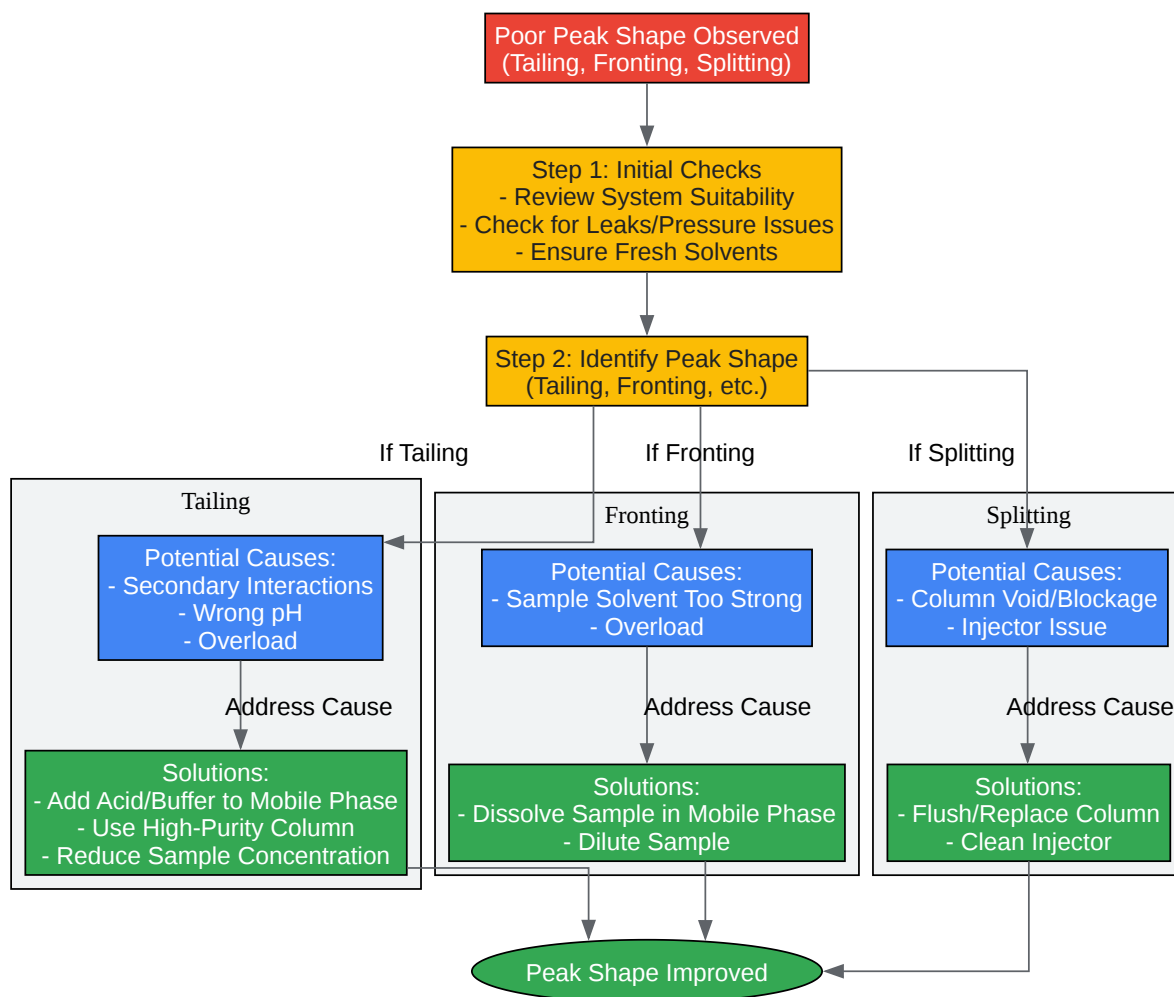 Poor Peak Shape Observed
(Tailing, Fronting, Splitting)
Step 1: Initial Checks
- Review System Suitability
- Check for Leaks/Pressure Issues
- Ensure Fresh Solvents
Step 2: Identify Peak Shape
(Tailing, Fronting, etc.)
If Tailing
If Fronting
If Splitting
Tailing
Potential Causes:
- Secondary Interactions
- Wrong pH
- Overload
Address Cause
Solutions:
- Add Acid/Buffer to Mobile Phase
- Use High-Purity Column
- Reduce Sample Concentration
Fronting
Potential Causes:
- Sample Solvent Too Strong
- Overload
Address Cause
Solutions:
- Dissolve Sample in Mobile Phase
- Dilute Sample
Splitting
Potential Causes:
- Column Void/Blockage
- Injector Issue
Address Cause
Solutions:
- Flush/Replace Column
- Clean Injector
Peak Shape Improved